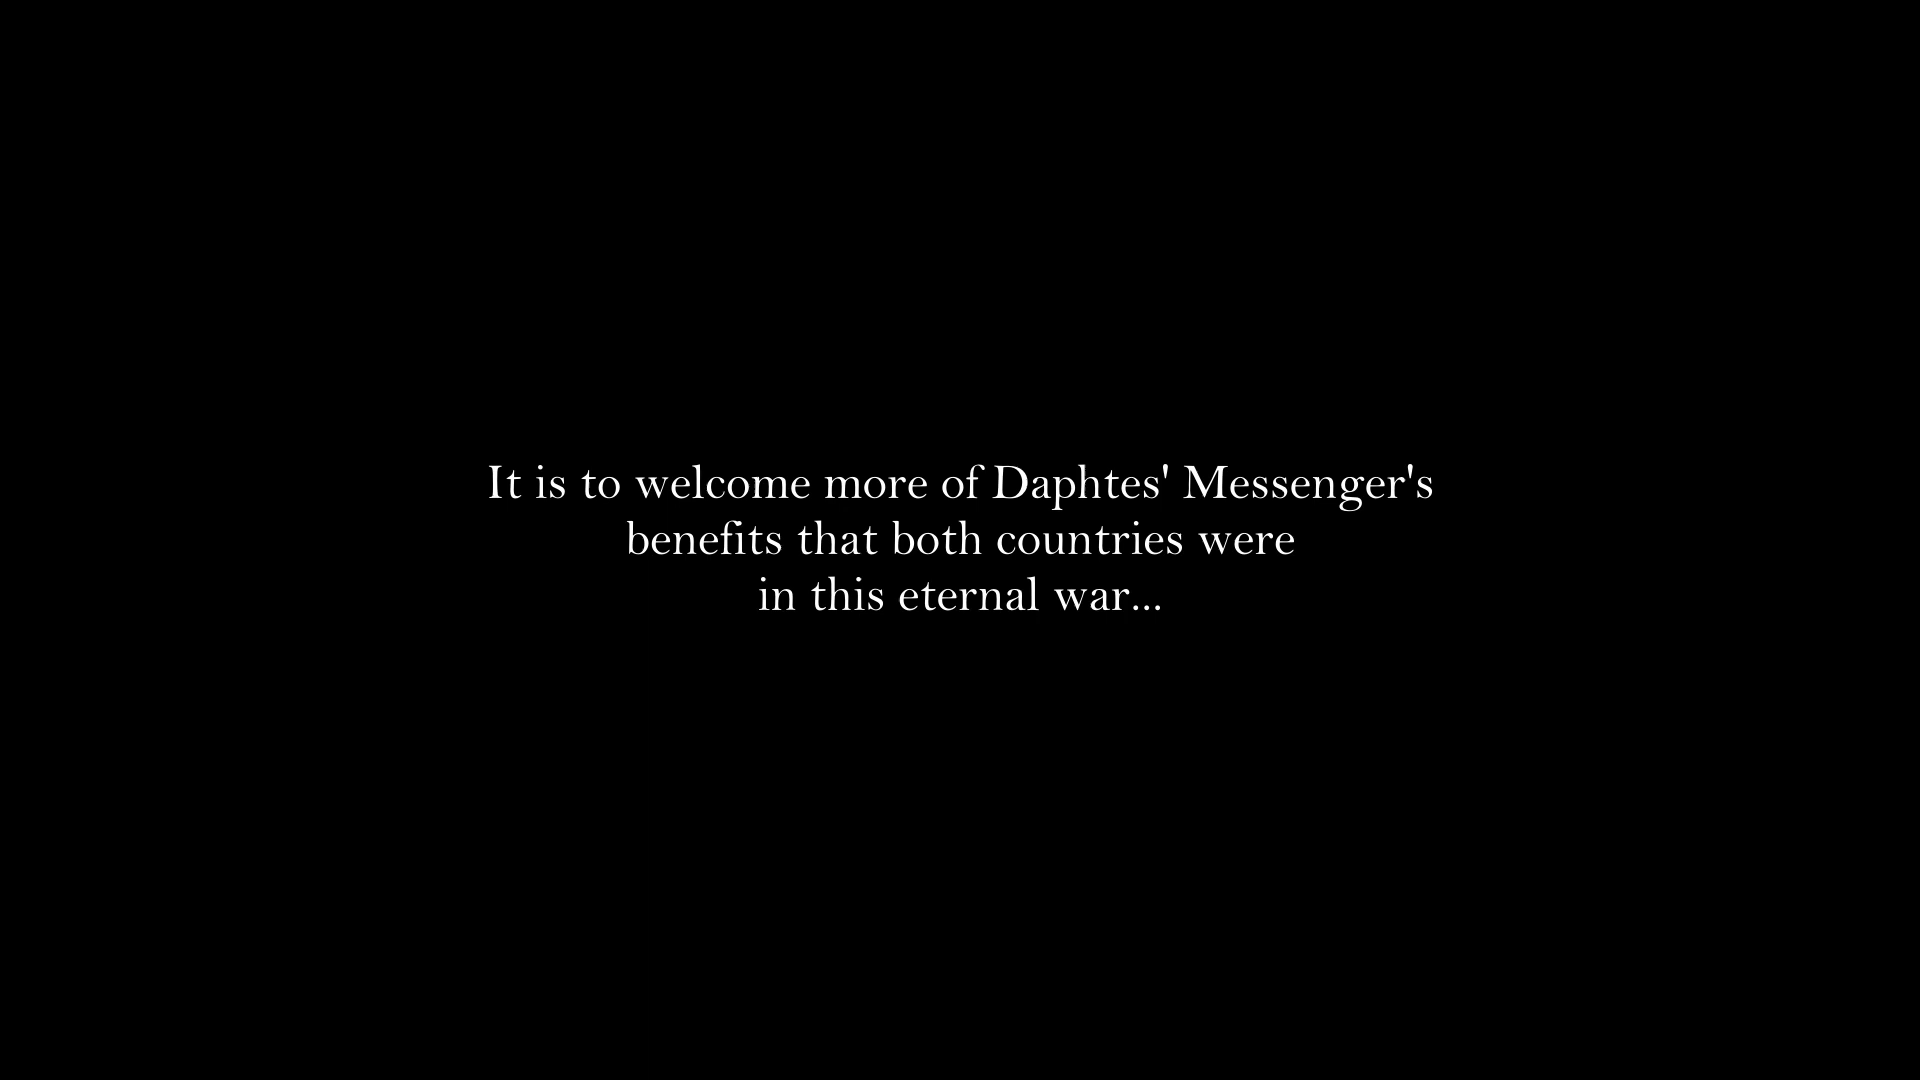 It is to welcome more of Daphtes' Messenger's
benefits that both countries were
in this eternal war...